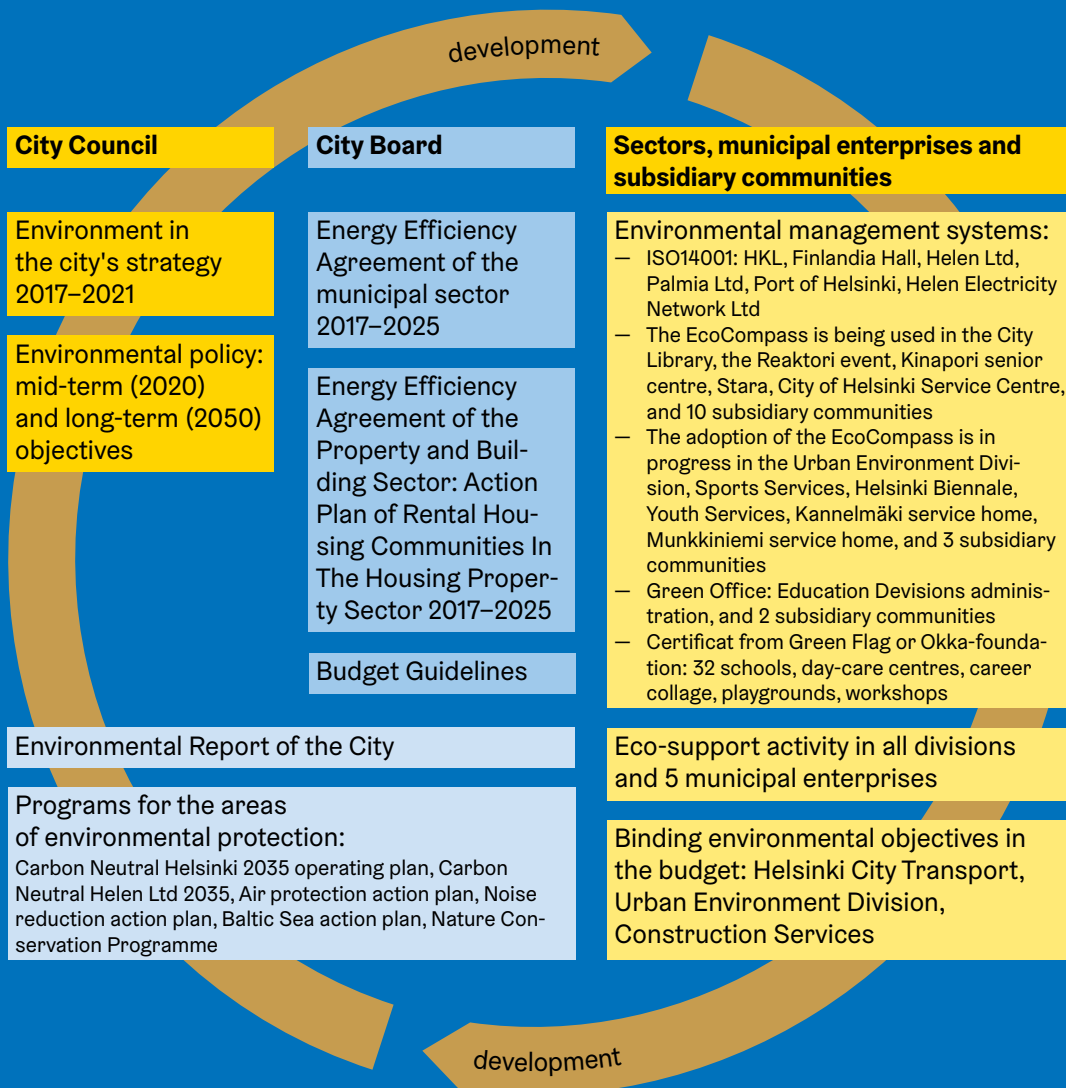 development
City Council
Environment in
the city's strategy
2017–2021
Environmental policy:
mid-term (2020)
and long-term (2050)
objectives
City Board
Energy Efficiency
Agreement of the
municipal sector
2017–2025
Energy Efficiency
Agreement of the
Property and Buil-
ding Sector: Action
Plan of Rental Hou-
sing Communities In
The Housing Proper-
ty Sector 2017–2025
Budget Guidelines
Environmental Report of the City
Programs for the areas
of environmental protection:
Carbon Neutral Helsinki 2035 operating plan, Carbon
Neutral Helen Ltd 2035, Air protection action plan, Noise
reduction action plan, Baltic Sea action plan, Nature Con-
servation Programme
Sectors, municipal enterprises and
subsidiary communities
Environmental management systems:
— ISO14001: HKL, Finlandia Hall, Helen Ltd,
Palmia Ltd, Port of Helsinki, Helen Electricity
Network Ltd
— The EcoCompass is being used in the City
Library, the Reaktori event, Kinapori senior
centre, Stara, City of Helsinki Service Centre,
and 10 subsidiary communities
— The adoption of the EcoCompass is in
progress in the Urban Environment Divi-
sion, Sports Services, Helsinki Biennale,
Youth Services, Kannelmäki service home,
Munkkiniemi service home, and 3 subsidiary
communities
— Green Office: Education Devisions adminis-
tration, and 2 subsidiary communities
— Certificat from Green Flag or Okka-founda-
tion: 32 schools, day-care centres, career
collage, playgrounds, workshops
Eco-support activity in all divisions
and 5 municipal enterprises
Binding environmental objectives in
the budget: Helsinki City Transport,
Urban Environment Division,
Construction Services
development